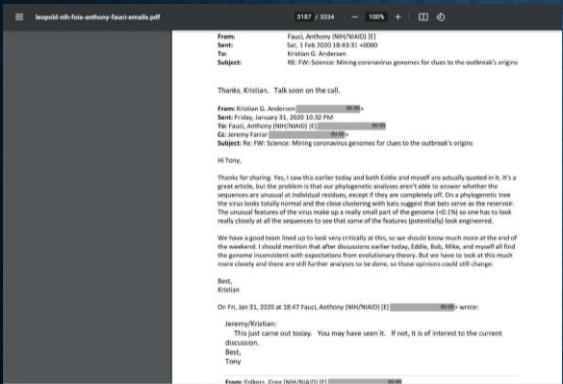 leopold-nih-foia-anthony-fauci-emails.pdf
3187 / 3234
100%
From: Fauci, Anthony (NIH/NIAID) [E]
Sent: Sat, 1 Feb 2020 18:43:31 +0000
To: Kristian G. Andersen
Subject: RE: FW: Science: Mining coronavirus genomes for clues to the outbreak's origins
Thanks, Kristian. Talk soon on the call.
From: Kristian G. Andersen (b) (6) >
Sent: Friday, January 31, 2020 10:32 PM
To: Fauci, Anthony (NIH/NIAID) [E] (b) (6)
Cc: Jeremy Farrar (b) (6) >
Subject: Re: FW: Science: Mining coronavirus genomes for clues to the outbreak's origins
Hi Tony,
Thanks for sharing. Yes, I saw this earlier today and both Eddie and myself are actually quoted in it. It's a
great article, but the problem is that our phylogenetic analyses aren't able to answer whether the
sequences are unusual at individual residues, except if they are completely off. On a phylogenetic tree
the virus looks totally normal and the close clustering with bats suggest that bats serve as the reservoir.
The unusual features of the virus make up a really small part of the genome (<0.1%) so one has to look
really closely at all the sequences to see that some of the features (potentially) look engineered.
We have a good team lined up to look very critically at this, so we should know much more at the end of
the weekend. I should mention that after discussions earlier today, Eddie, Bob, Mike, and myself all find
the genome inconsistent with expectations from evolutionary theory. But we have to look at this much
more closely and there are still further analyses to be done, so those opinions could still change.
Best,
Kristian
On Fri, Jan 31, 2020 at 18:47 Fauci, Anthony (NIH/NIAID) [E] (b) (6) > wrote:
Jeremy/Kristian:
This just came out today. You may have seen it. If not, it is of interest to the current
discussion.
Best,
Tony
From: Folkers, Greg (NIH/NIAID) [E] (b) (6)